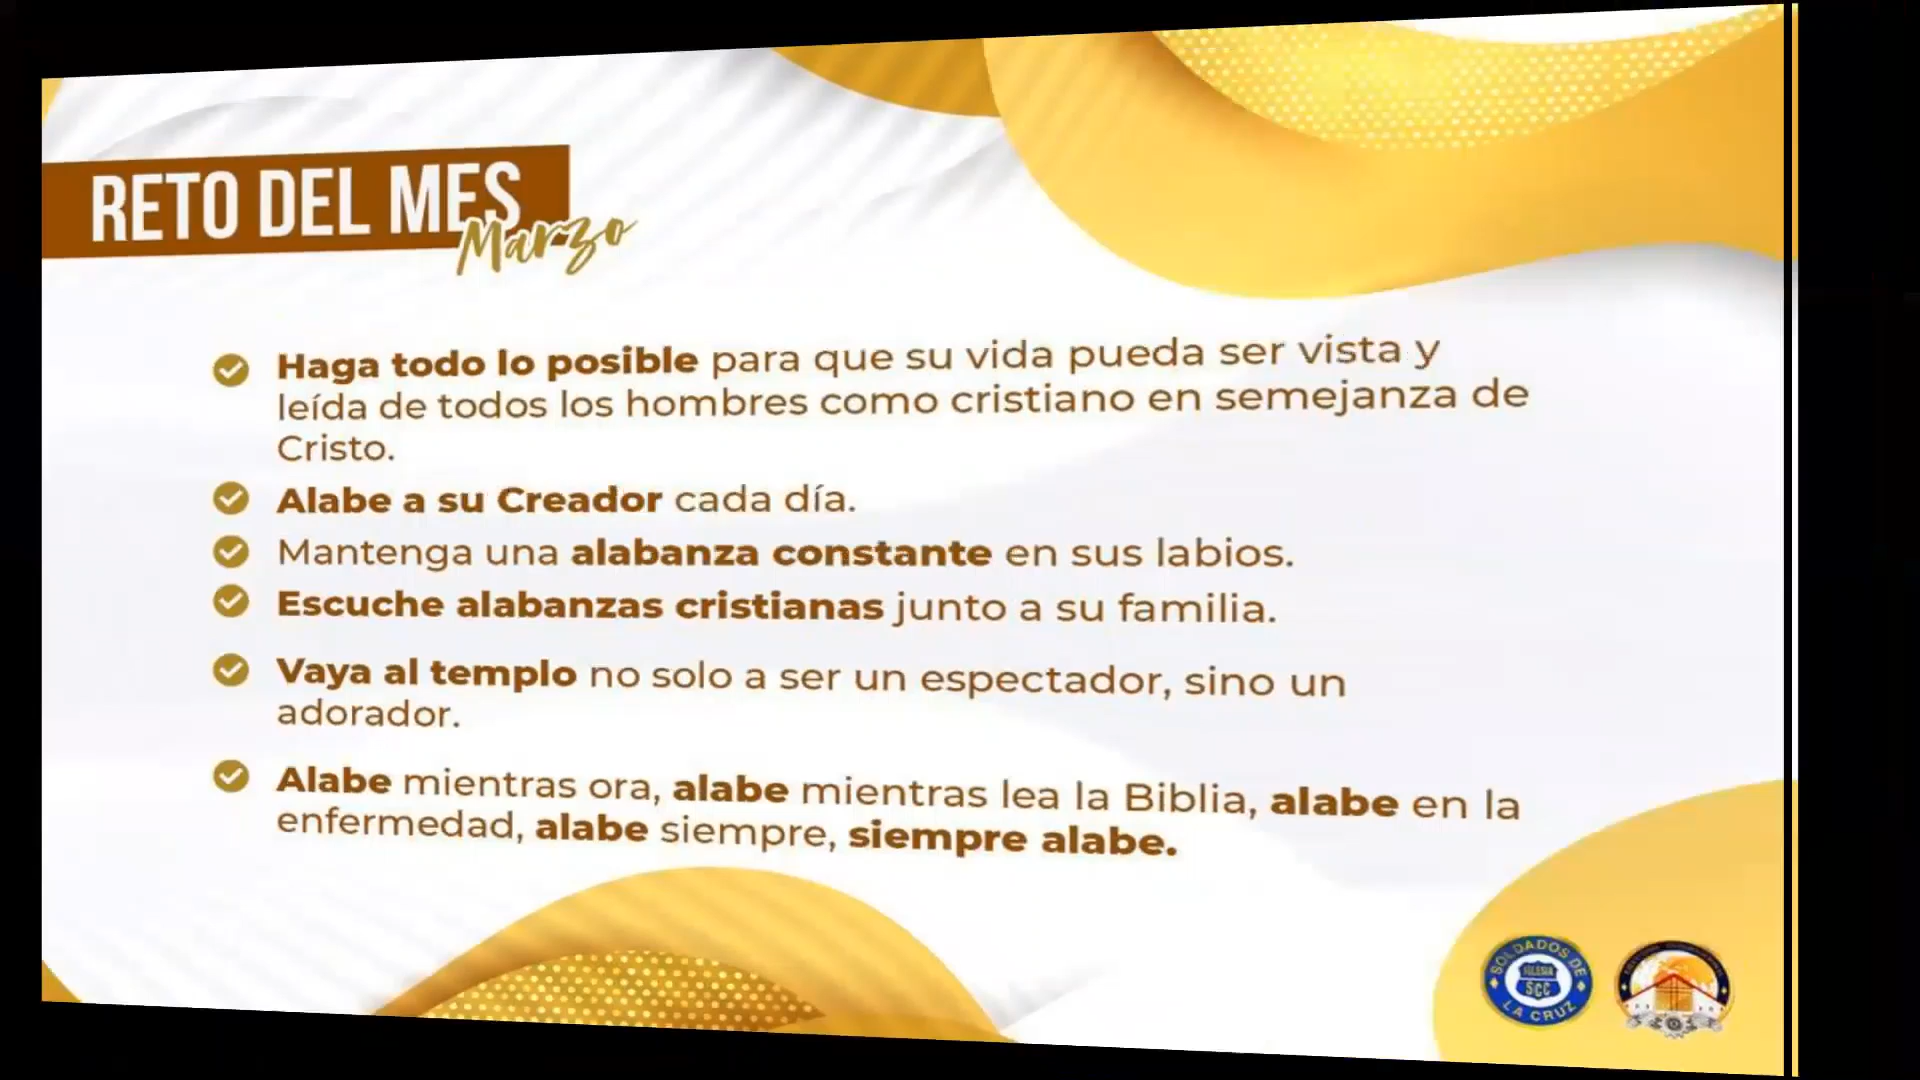 RETO DEL MES
Marzo
Haga todo lo posible para que su vida pueda ser vista y
leída de todos los hombres como cristiano en semejanza de
Cristo.
Alabe a su Creador cada día.
Mantenga una alabanza constante en sus labios.
Escuche alabanzas cristianas junto a su familia.
Vaya al templo no solo a ser un espectador, sino un
adorador.
Alabe mientras ora, alabe mientras lea la Biblia, alabe en la
enfermedad, alabe siempre, siempre alabe.
SOLDADOS DE
IGLESIA
SCC
LA CRUZ